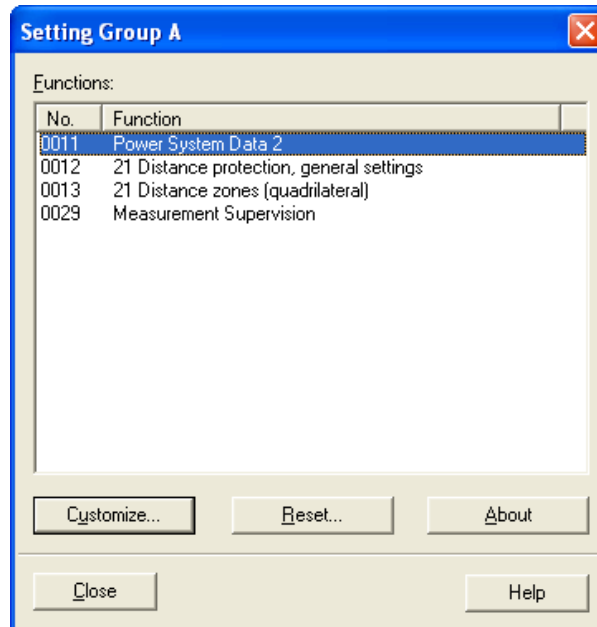 Setting Group A
Functions:
No. Function
0011 Power System Data 2
0012 21 Distance protection, general settings
0013 21 Distance zones (quadrilateral)
0029 Measurement Supervision
Customize... Reset... About
Close Help